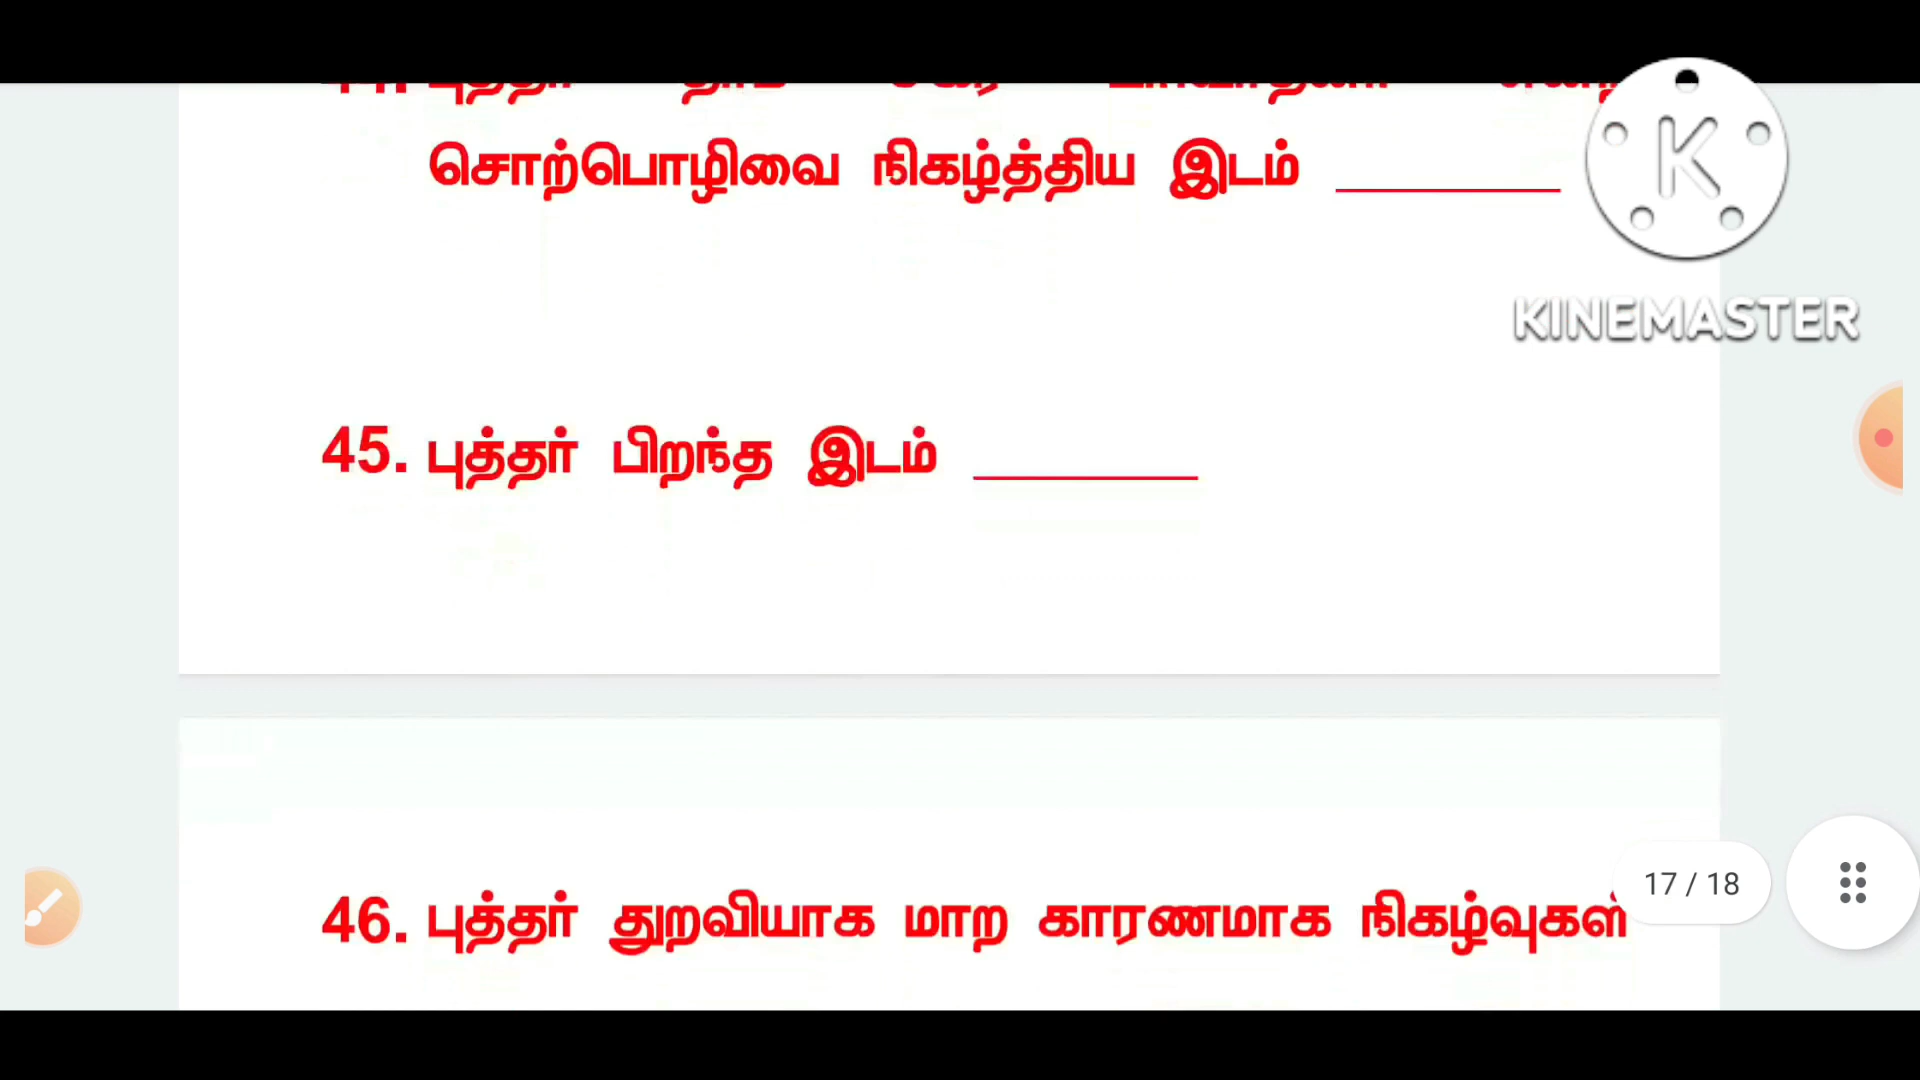 சொற்பொழிவை நிகழ்த்திய இடம் ________
KINEMASTER
45. புத்தர் பிறந்த இடம் ________
46. புத்தர் துறவியாக மாற காரணமாக நிகழ்வுகள்
17 / 18